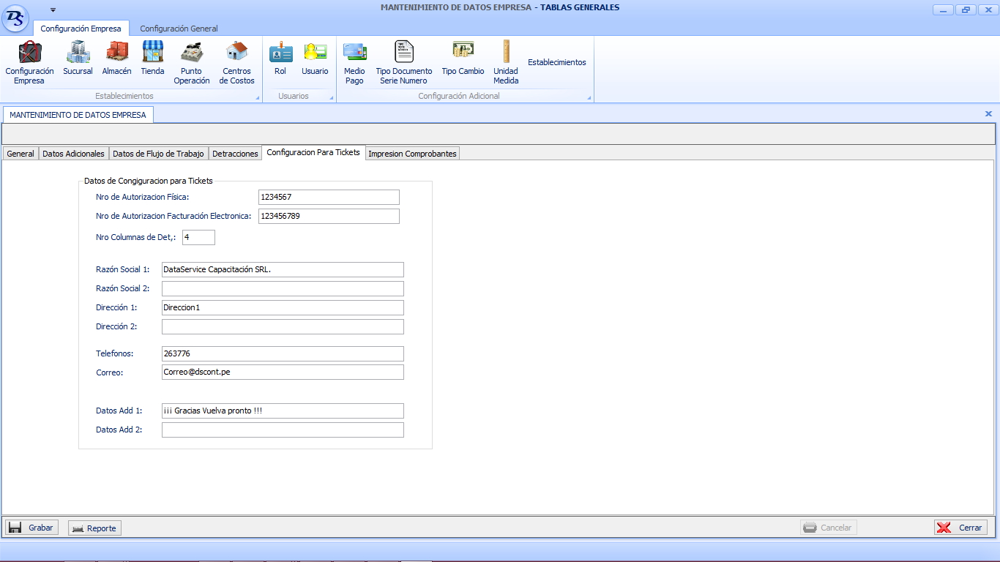 MANTENIMIENTO DE DATOS EMPRESA - TABLAS GENERALES
DS
Configuración Empresa Configuración General
Configuración Empresa
Sucursal
Almacén
Tienda
Punto Operación
Centros de Costos
Rol
Usuario
Medio Pago
TIPO SERIE NÚMERO
Tipo Documento Serie Numero
Tipo Cambio
Unidad Medida
Establecimientos
Establecimientos Usuarios Configuración Adicional
MANTENIMIENTO DE DATOS EMPRESA
General Datos Adicionales Datos de Flujo de Trabajo Detracciones Configuracion Para Tickets Impresion Comprobantes
Datos de Congiguracion para Tickets
Nro de Autorizacion Física: 1234567
Nro de Autorizacion Facturación Electronica: 123456789
Nro Columnas de Det,: 4
Razón Social 1: DataService Capacitación SRL.
Razón Social 2:
Dirección 1: Direccion1
Dirección 2:
Telefonos: 263776
Correo: Correo@dscont.pe
Datos Add 1: ¡¡¡ Gracias Vuelva pronto !!!
Datos Add 2:
Grabar Reporte Cancelar Cerrar